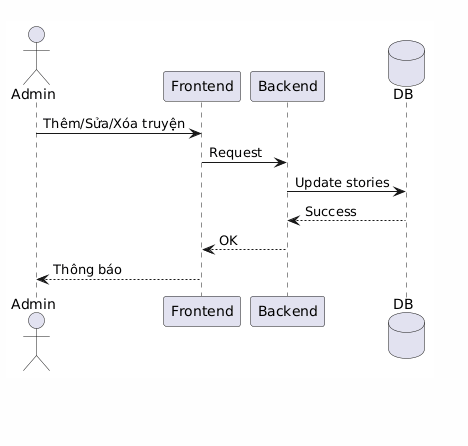 Admin
Frontend
Backend
DB
Thêm/Sửa/Xóa truyện
Request
Update stories
Success
OK
Thông báo
Admin
Frontend
Backend
DB